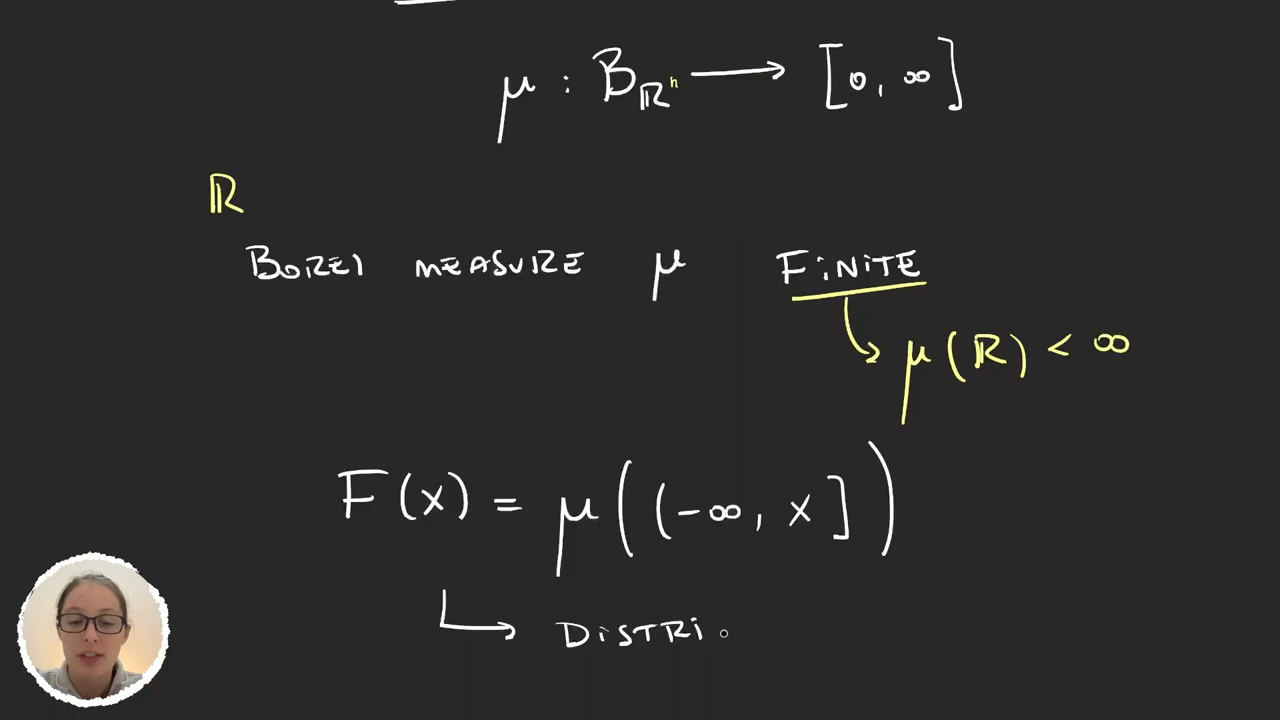 μ : B_ℝⁿ ⟶ [0, ∞]
ℝ
BOREL MEASURE μ FINITE
↳ μ(ℝ) < ∞
F(x) = μ((-∞, x])
↳ DISTRI